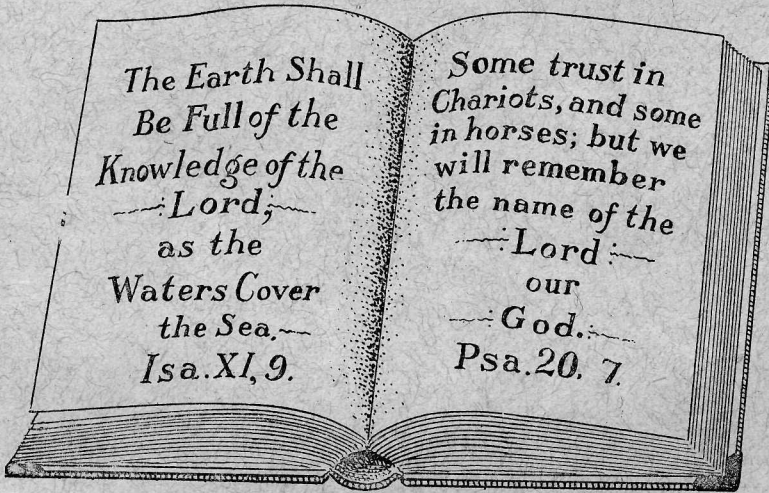 The Earth Shall
Be Full of the
Knowledge of the
Lord;
as the
Waters Cover
the Sea.
Isa. XI, 9.
Some trust in
Chariots, and some
in horses; but we
will remember
the name of the
Lord
our
God.
Psa. 20. 7.